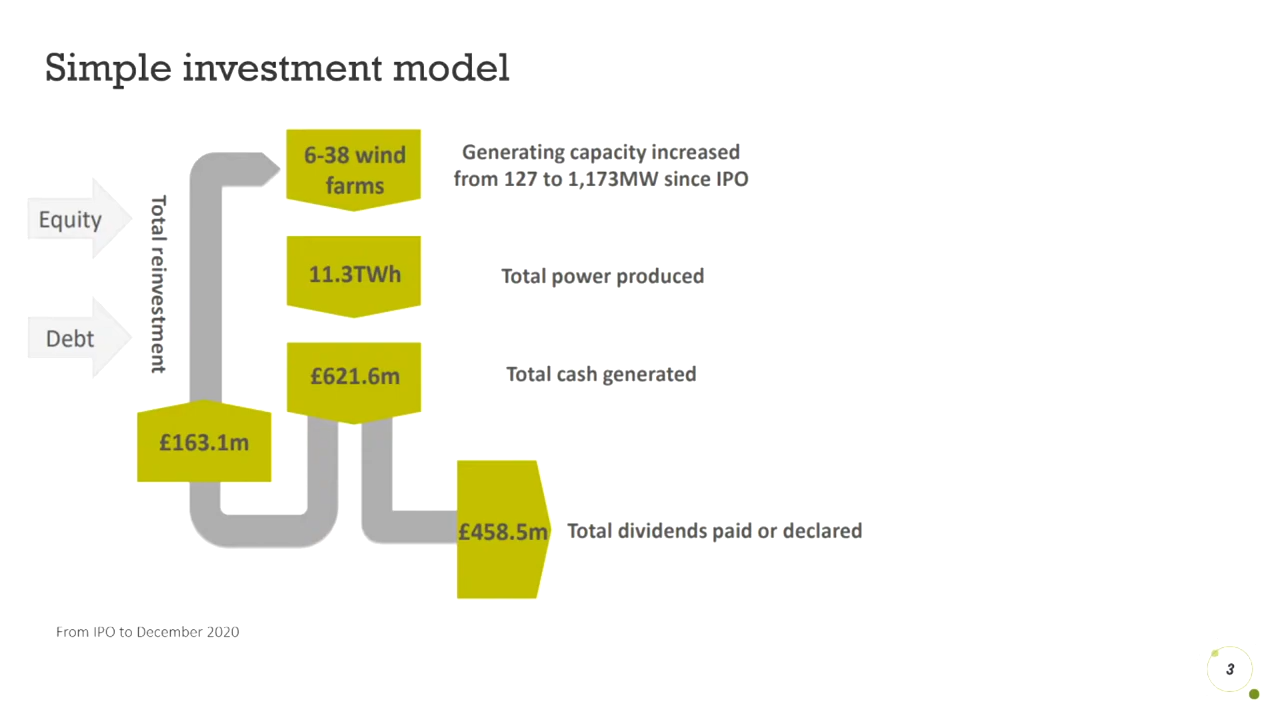 Simple investment model
6-38 wind
farms
Generating capacity increased
from 127 to 1,173MW since IPO
Equity
Total reinvestment
11.3TWh
Total power produced
Debt
£621.6m
Total cash generated
£163.1m
£458.5m
Total dividends paid or declared
From IPO to December 2020
3